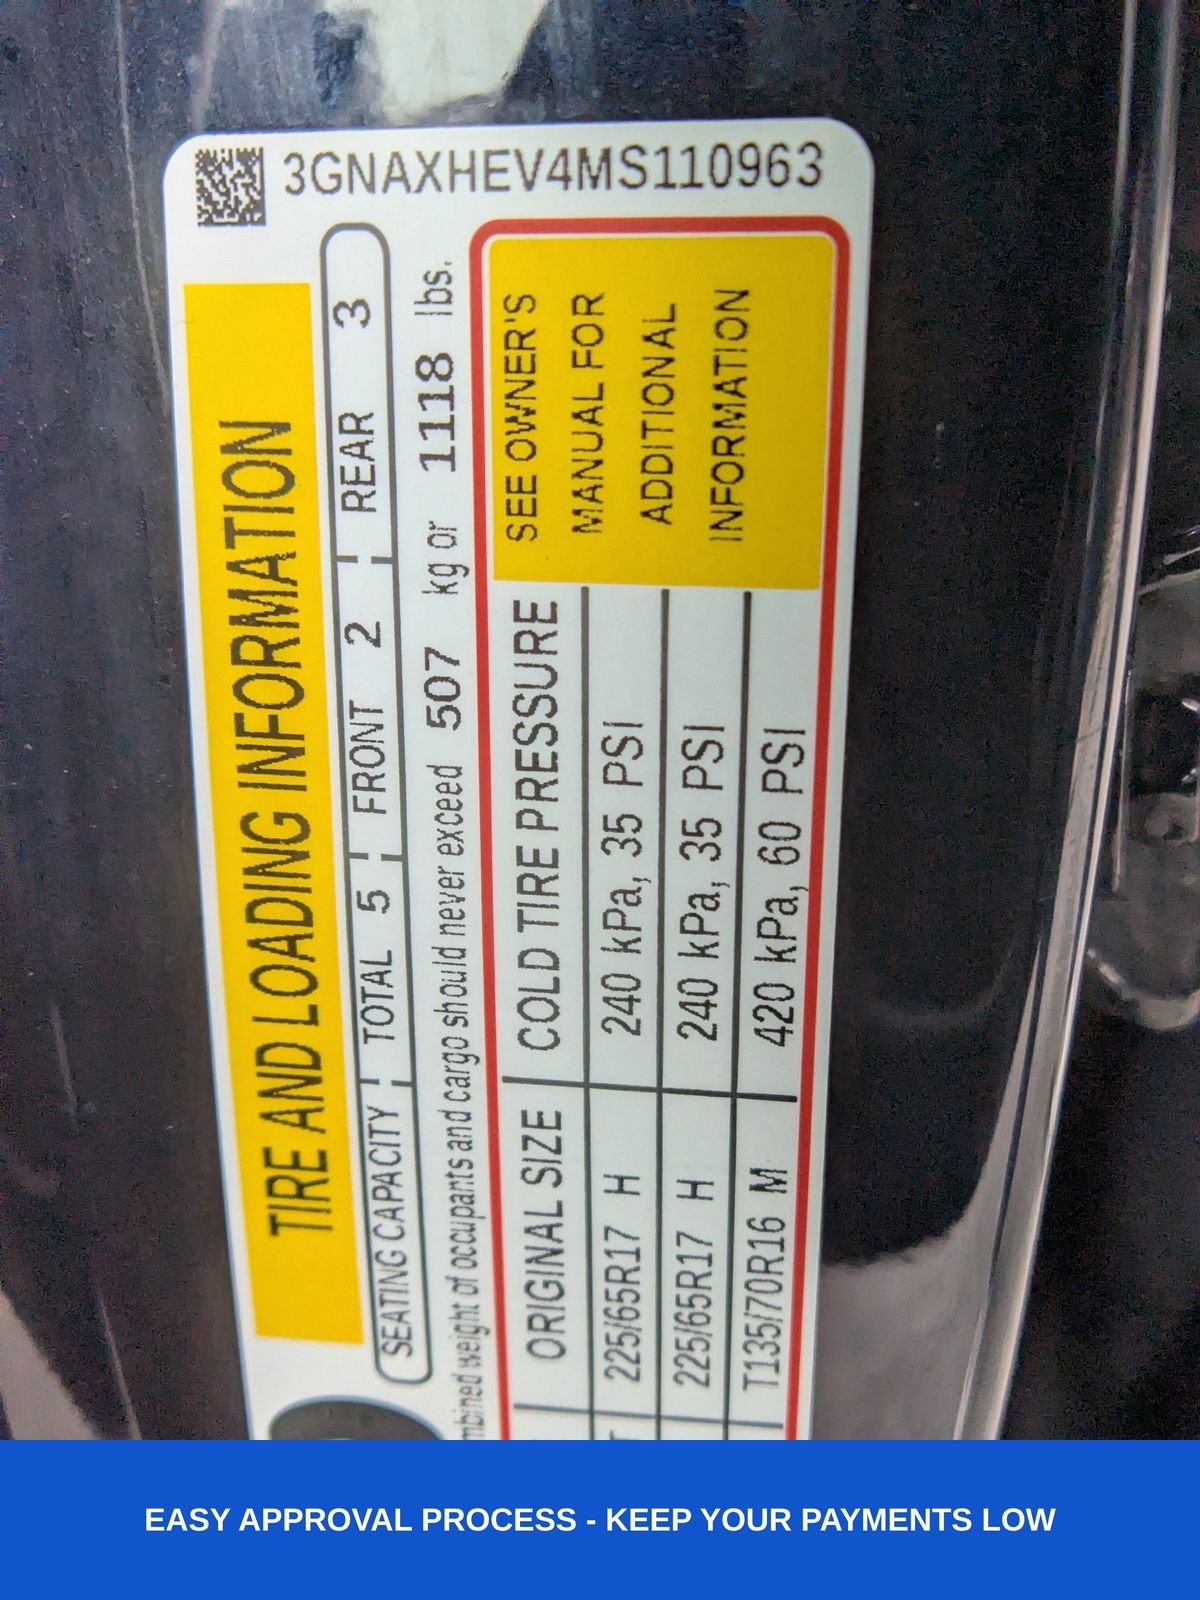 3GNAXHEV4MS110963
TIRE AND LOADING INFORMATION
SEATING CAPACITY TOTAL 5 FRONT 2 REAR 3
weight of occupants and cargo should never exceed 507 kg or 1118 lbs.
ORIGINAL SIZE COLD TIRE PRESSURE
225/65R17 H 240 kPa, 35 PSI
225/65R17 H 240 kPa, 35 PSI
T135/70R16 M 420 kPa, 60 PSI
SEE OWNER'S
MANUAL FOR
ADDITIONAL
INFORMATION
EASY APPROVAL PROCESS - KEEP YOUR PAYMENTS LOW